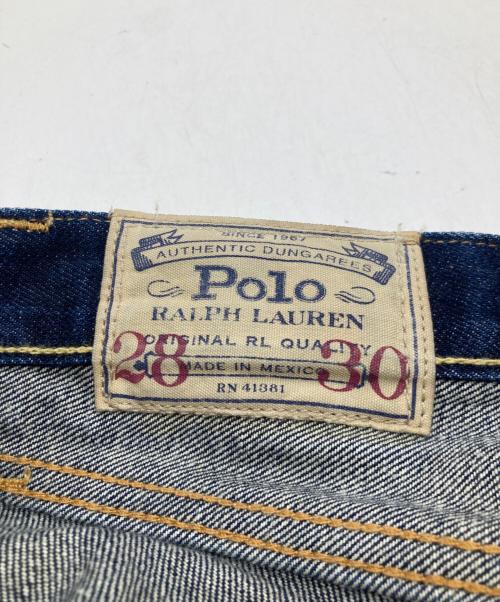 SINCE 1967
AUTHENTIC DUNGAREES
Polo
RALPH LAUREN
ORIGINAL RL QUALITY
28 30
MADE IN MEXICO
RN 41381